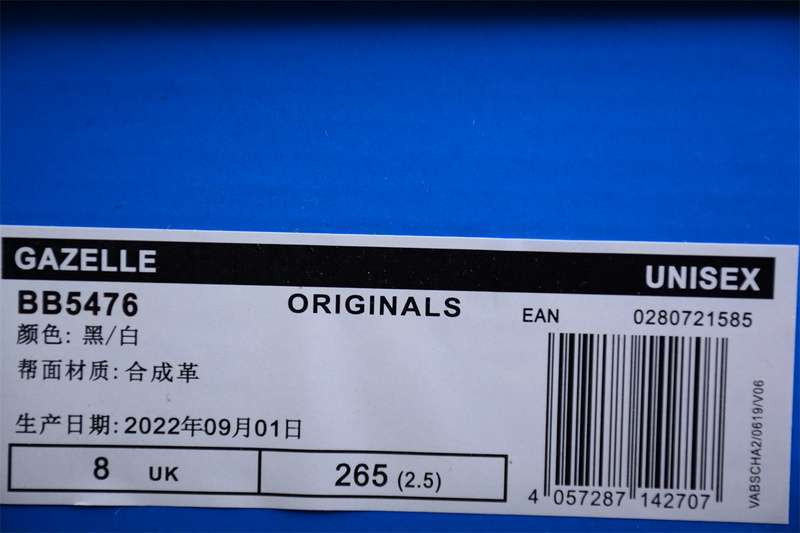 GAZELLE
UNISEX
BB5476
ORIGINALS
EAN 0280721585
颜色: 黑/白
帮面材质: 合成革
生产日期: 2022年09月01日
8 UK
265 (2.5)
4 057287 142707
VABSCHA2/0619/V06